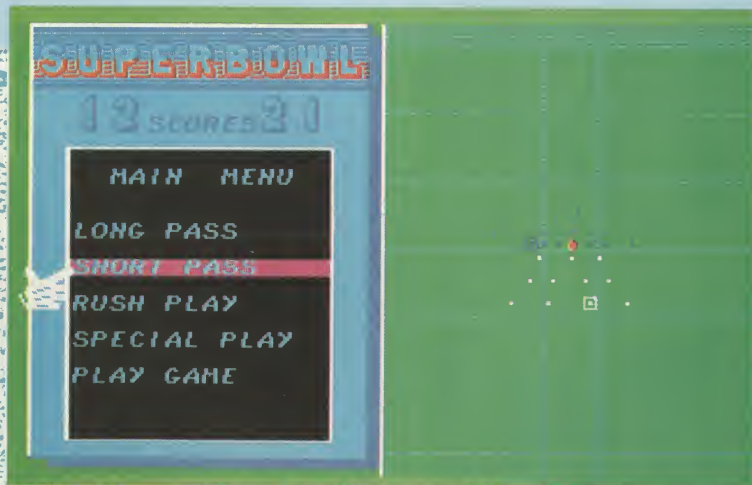 SUPERBOWL
12 SCORES 21
MAIN MENU
LONG PASS
SHORT PASS
RUSH PLAY
SPECIAL PLAY
PLAY GAME